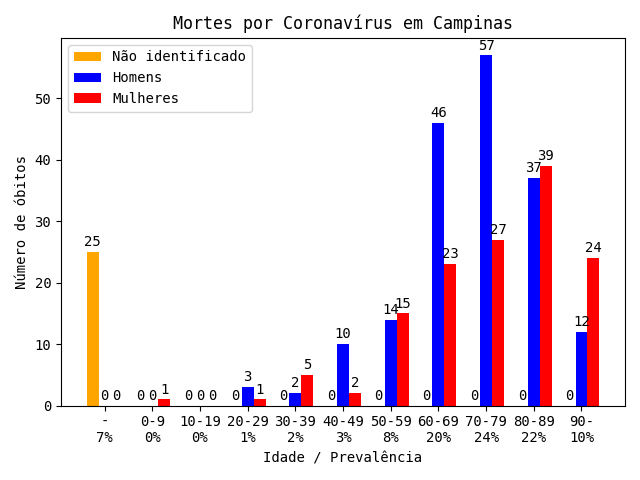 Mortes por Coronavírus em Campinas
Não identificado
Homens
Mulheres
Número de óbitos
50
40
30
20
10
0
25 0 0
0 0 1
0 0 0
0 3 1
0 2 5
0 10 2
0 14 15
0 46 23
0 57 27
0 37 39
0 12 24
- 0-9 10-19 20-29 30-39 40-49 50-59 60-69 70-79 80-89 90-
7% 0% 0% 1% 2% 3% 8% 20% 24% 22% 10%
Idade / Prevalência